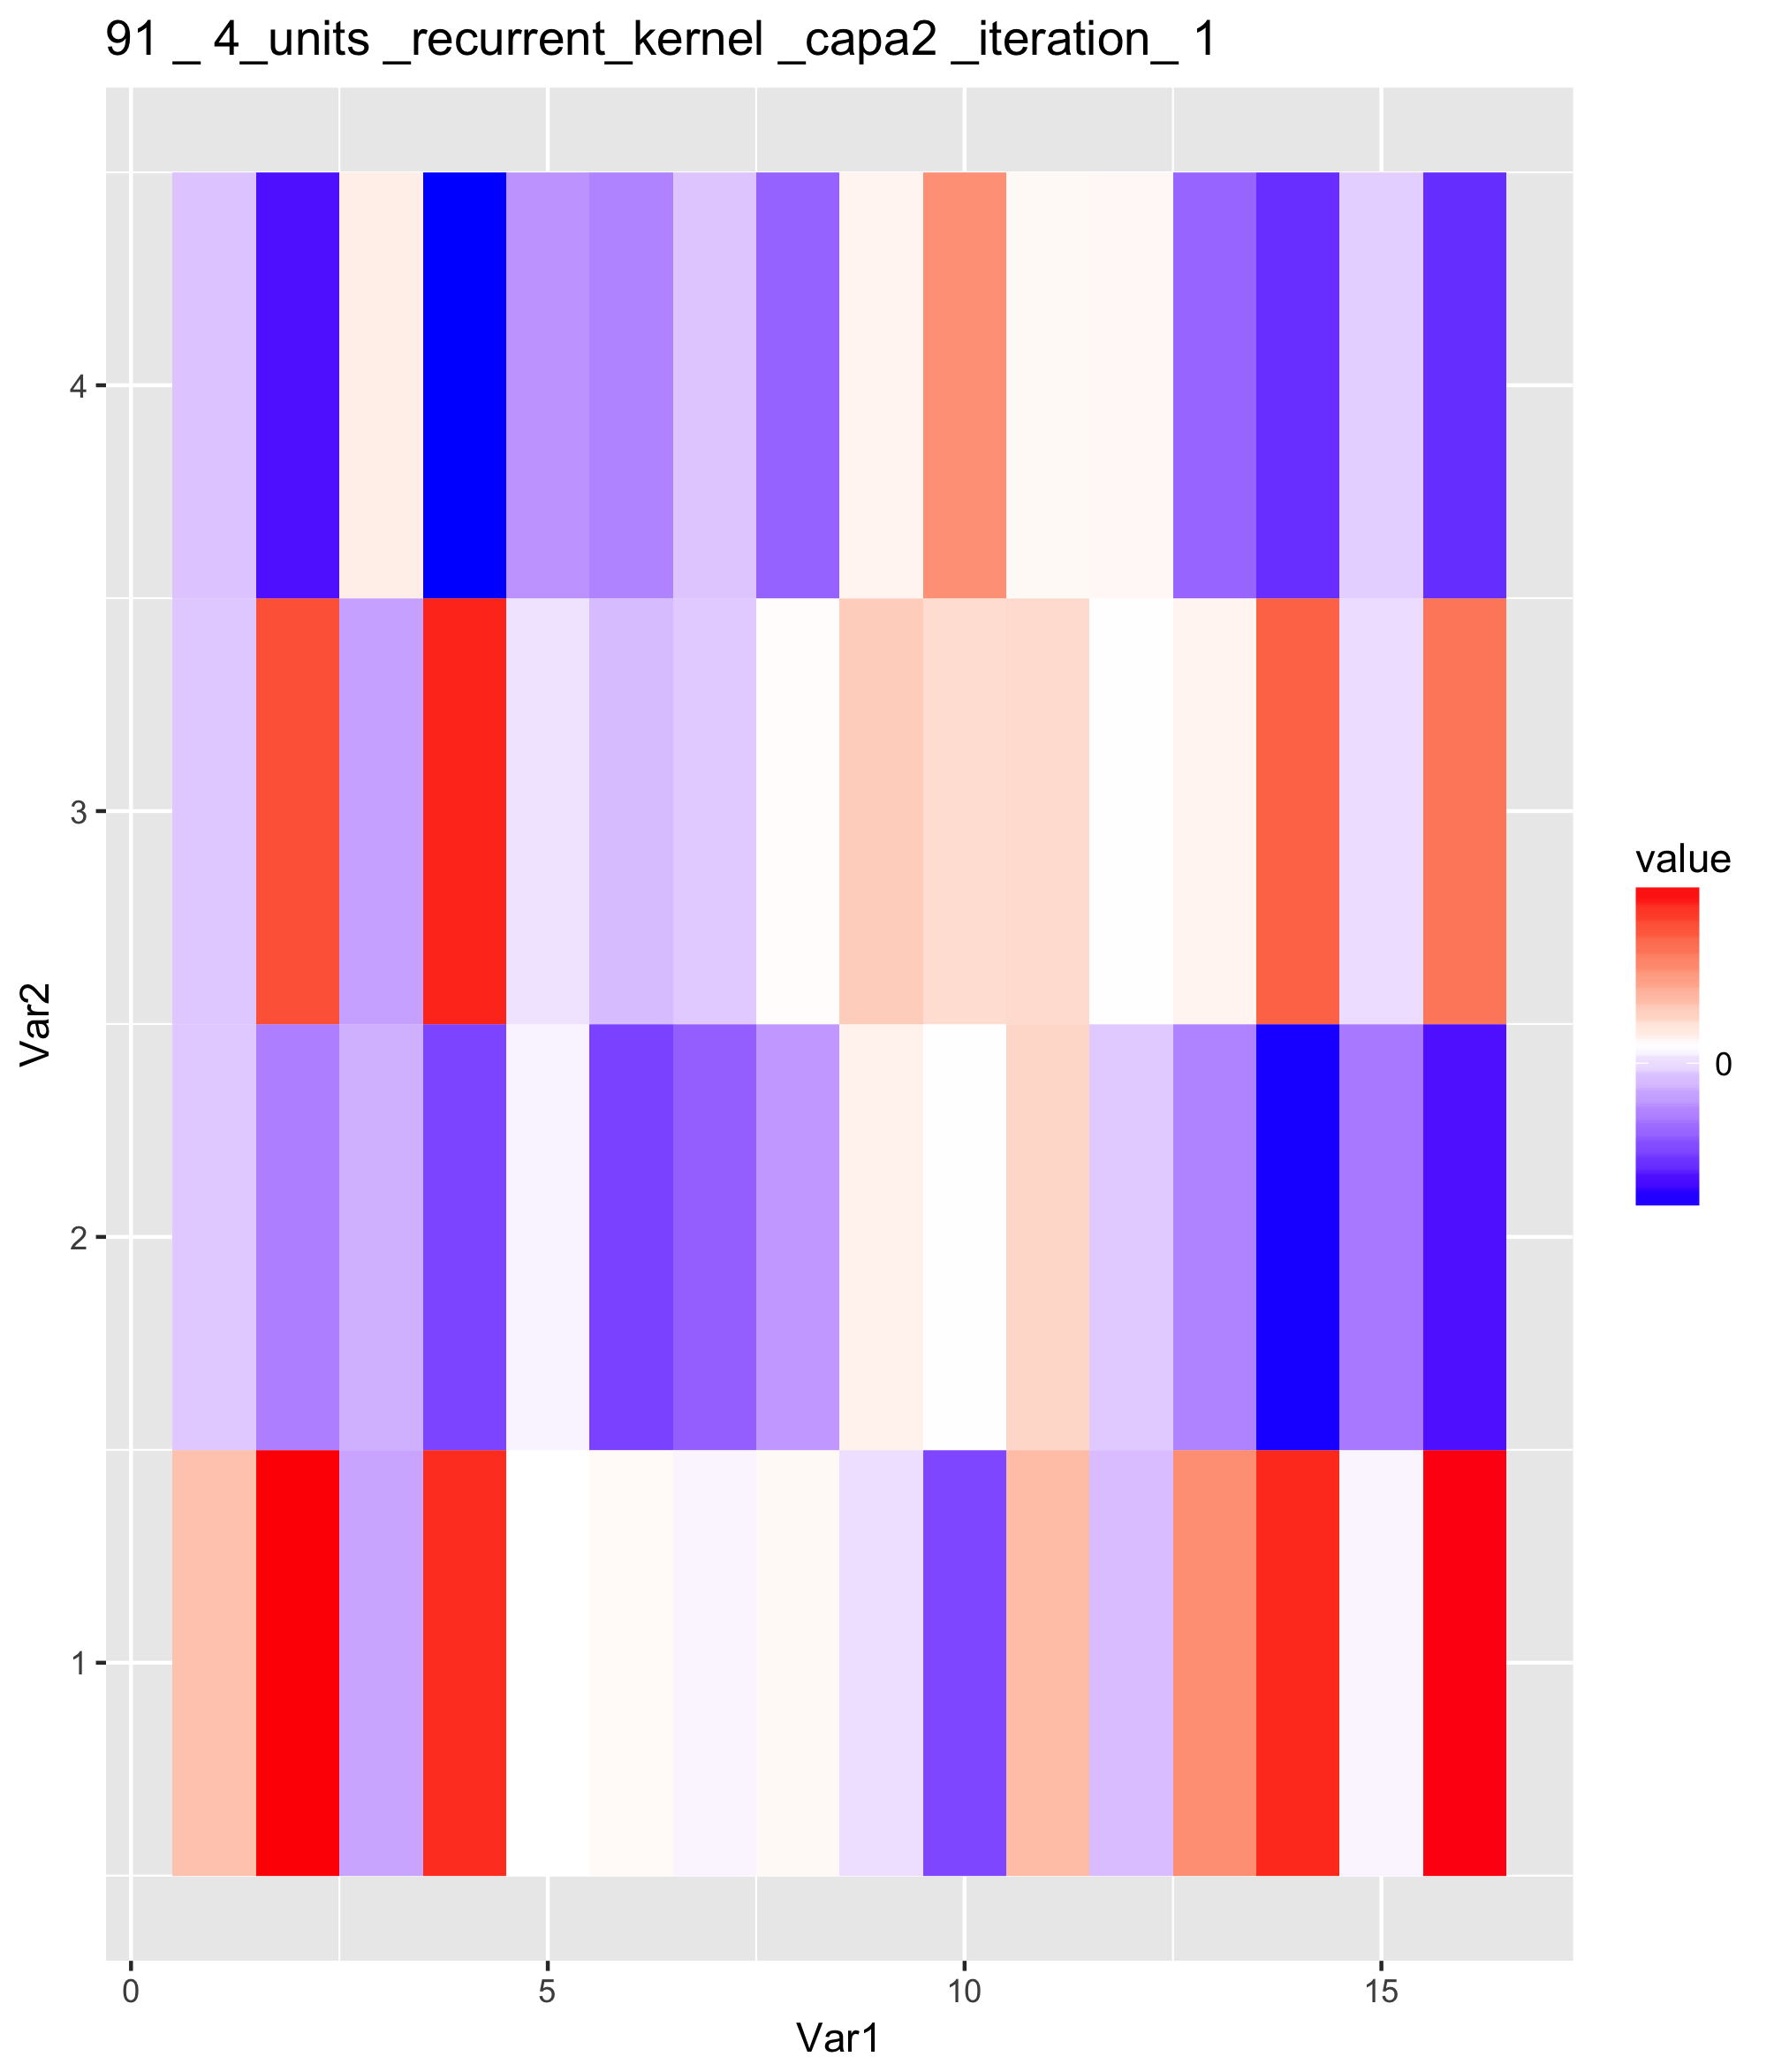 91 _ 4_units _recurrent_kernel _capa2 _iteration_ 1
4
3
2
1
Var2
0
5
10
15
Var1
value
0